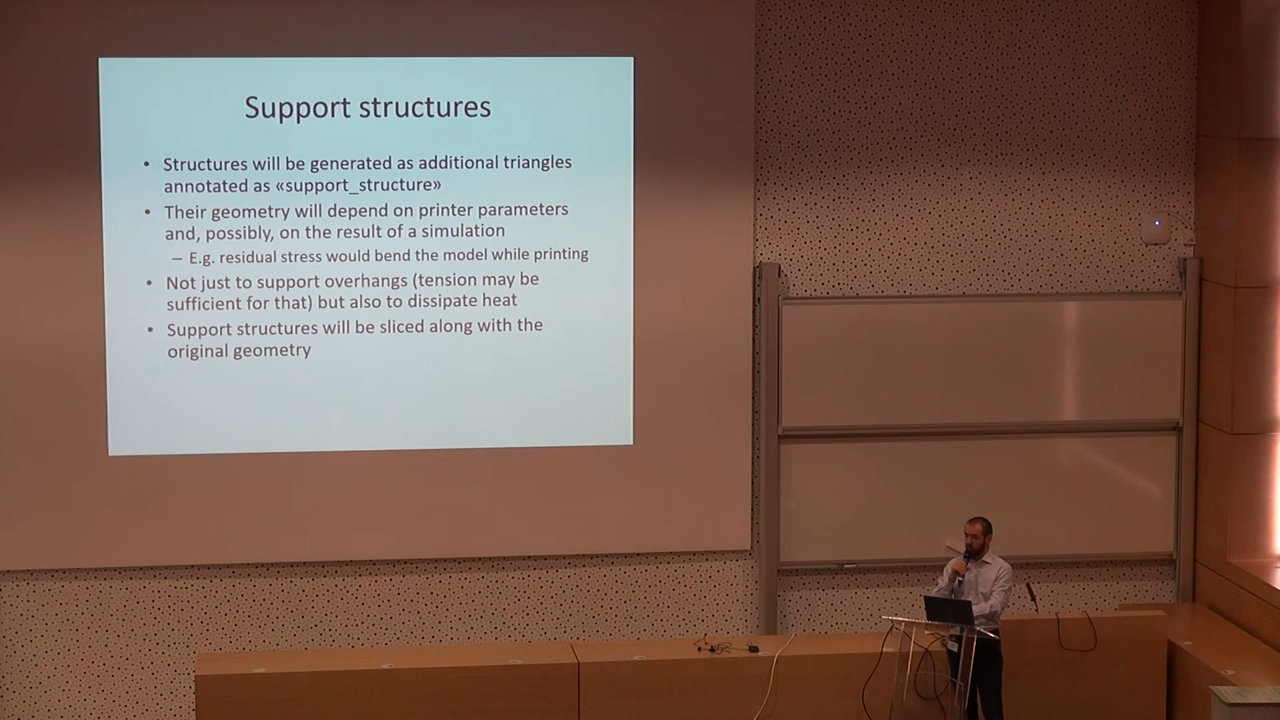 Support structures
• Structures will be generated as additional triangles
annotated as «support_structure»
• Their geometry will depend on printer parameters
and, possibly, on the result of a simulation
– E.g. residual stress would bend the model while printing
• Not just to support overhangs (tension may be
sufficient for that) but also to dissipate heat
• Support structures will be sliced along with the
original geometry